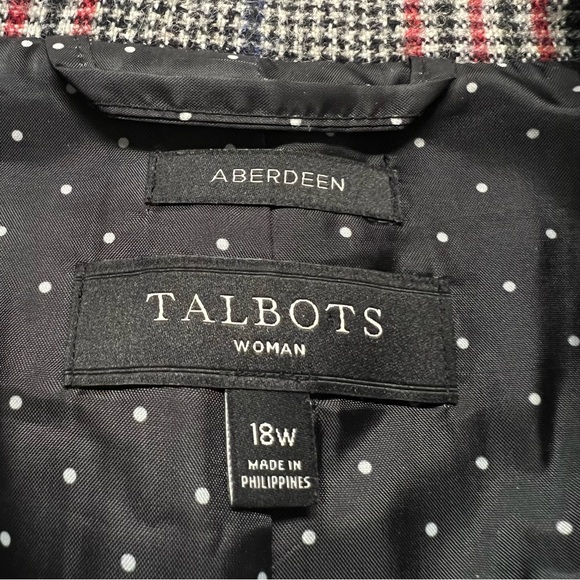 ABERDEEN
TALBOTS
WOMAN
18W
MADE IN
PHILIPPINES